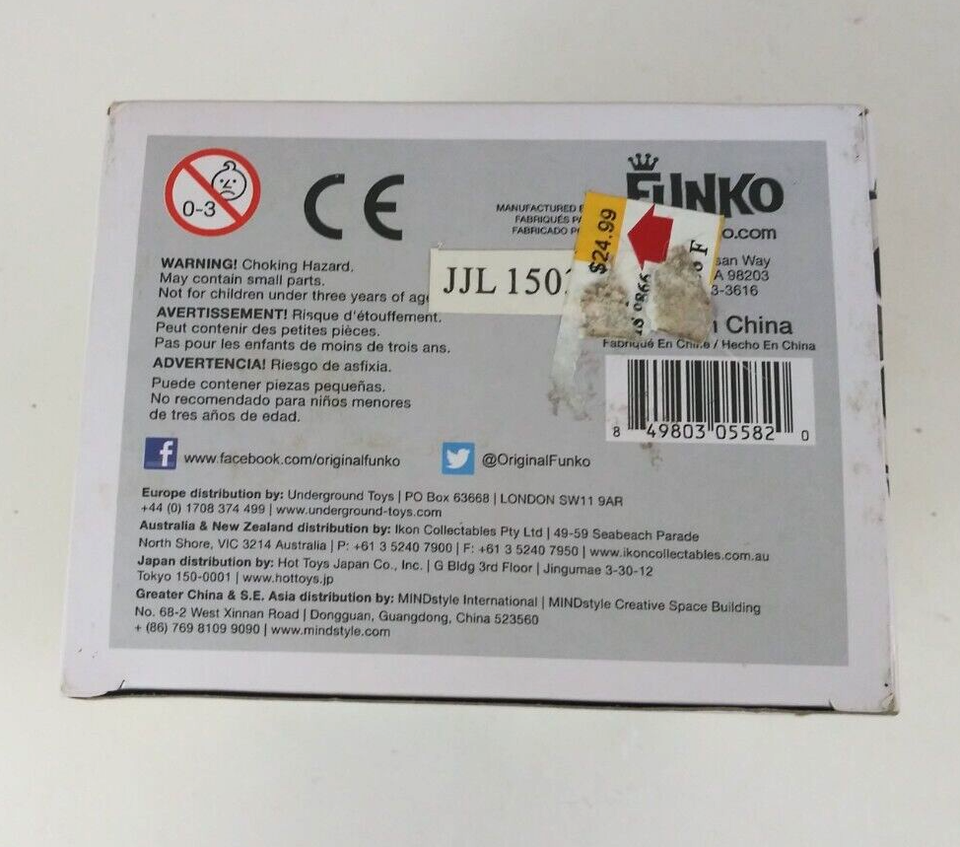 0-3
CE
FUNKO
MANUFACTURED
FABRIQUÉS
FABRICADO
$24.99
F
98203
3-3616
JJL 150
WARNING! Choking Hazard.
May contain small parts.
Not for children under three years of age
AVERTISSEMENT! Risque d'étouffement.
Peut contenir des petites pièces.
Pas pour les enfants de moins de trois ans.
ADVERTENCIA! Riesgo de asfixia.
Puede contener piezas pequeñas.
No recomendado para niños menores
de tres años de edad.
China
Fabriqué En Chine / Hecho En China
8 49803 05582 0
f www.facebook.com/originalfunko
@OriginalFunko
Europe distribution by: Underground Toys | PO Box 63668 | LONDON SW11 9AR
+44 (0) 1708 374 499 | www.underground-toys.com
Australia & New Zealand distribution by: Ikon Collectables Pty Ltd | 49-59 Seabeach Parade
North Shore, VIC 3214 Australia | P: +61 3 5240 7900 | F: +61 3 5240 7950 | www.ikoncollectables.com.au
Japan distribution by: Hot Toys Japan Co., Inc. | G Bldg 3rd Floor | Jingumae 3-30-12
Tokyo 150-0001 | www.hottoys.jp
Greater China & S.E. Asia distribution by: MINDstyle International | MINDstyle Creative Space Building
No. 68-2 West Xinnan Road | Dongguan, Guangdong, China 523560
+ (86) 769 8109 9090 | www.mindstyle.com